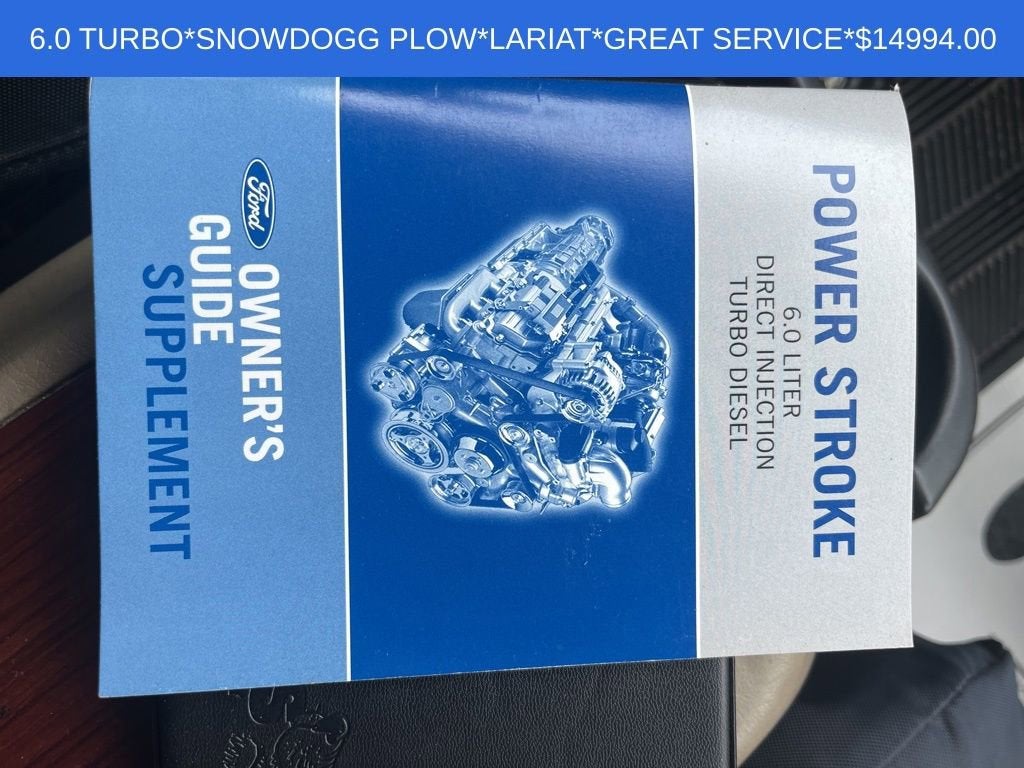 6.0 TURBO*SNOWDOGG PLOW*LARIAT*GREAT SERVICE*$14994.00
POWER STROKE
6.0 LITER
DIRECT INJECTION
TURBO DIESEL
Ford
OWNER'S
GUIDE
SUPPLEMENT